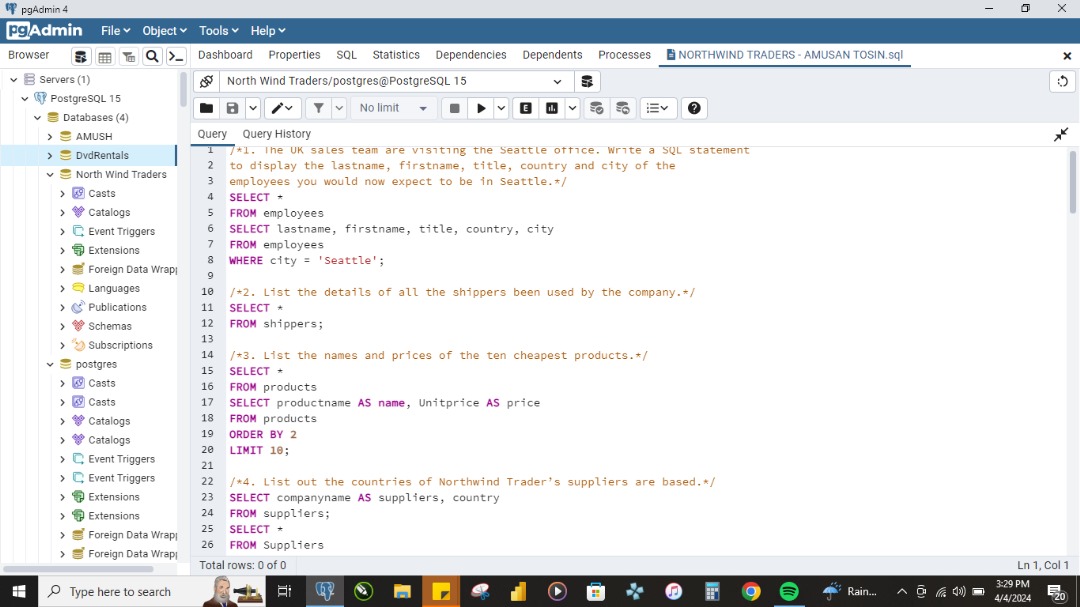 pgAdmin 4
pgAdmin File Object Tools Help
Browser Dashboard Properties SQL Statistics Dependencies Dependents Processes NORTHWIND TRADERS - AMUSAN TOSIN.sql
Servers (1)
PostgreSQL 15
Databases (4)
AMUSH
DvdRentals
North Wind Traders
Casts
Catalogs
Event Triggers
Extensions
Foreign Data Wrapp
Languages
Publications
Schemas
Subscriptions
postgres
Casts
Casts
Catalogs
Catalogs
Event Triggers
Event Triggers
Extensions
Extensions
Foreign Data Wrapp
Foreign Data Wrapp
North Wind Traders/postgres@PostgreSQL 15
No limit E
Query Query History
1 /*1. The UK sales team are visiting the Seattle office. Write a SQL statement
2 to display the lastname, firstname, title, country and city of the
3 employees you would now expect to be in Seattle.*/
4 SELECT *
5 FROM employees
6 SELECT lastname, firstname, title, country, city
7 FROM employees
8 WHERE city = 'Seattle';
9
10 /*2. List the details of all the shippers been used by the company.*/
11 SELECT *
12 FROM shippers;
13
14 /*3. List the names and prices of the ten cheapest products.*/
15 SELECT *
16 FROM products
17 SELECT productname AS name, Unitprice AS price
18 FROM products
19 ORDER BY 2
20 LIMIT 10;
21
22 /*4. List out the countries of Northwind Trader’s suppliers are based.*/
23 SELECT companyname AS suppliers, country
24 FROM suppliers;
25 SELECT *
26 FROM Suppliers
Total rows: 0 of 0 Ln 1, Col 1
Type here to search Rain... 3:29 PM
4/4/2024 20